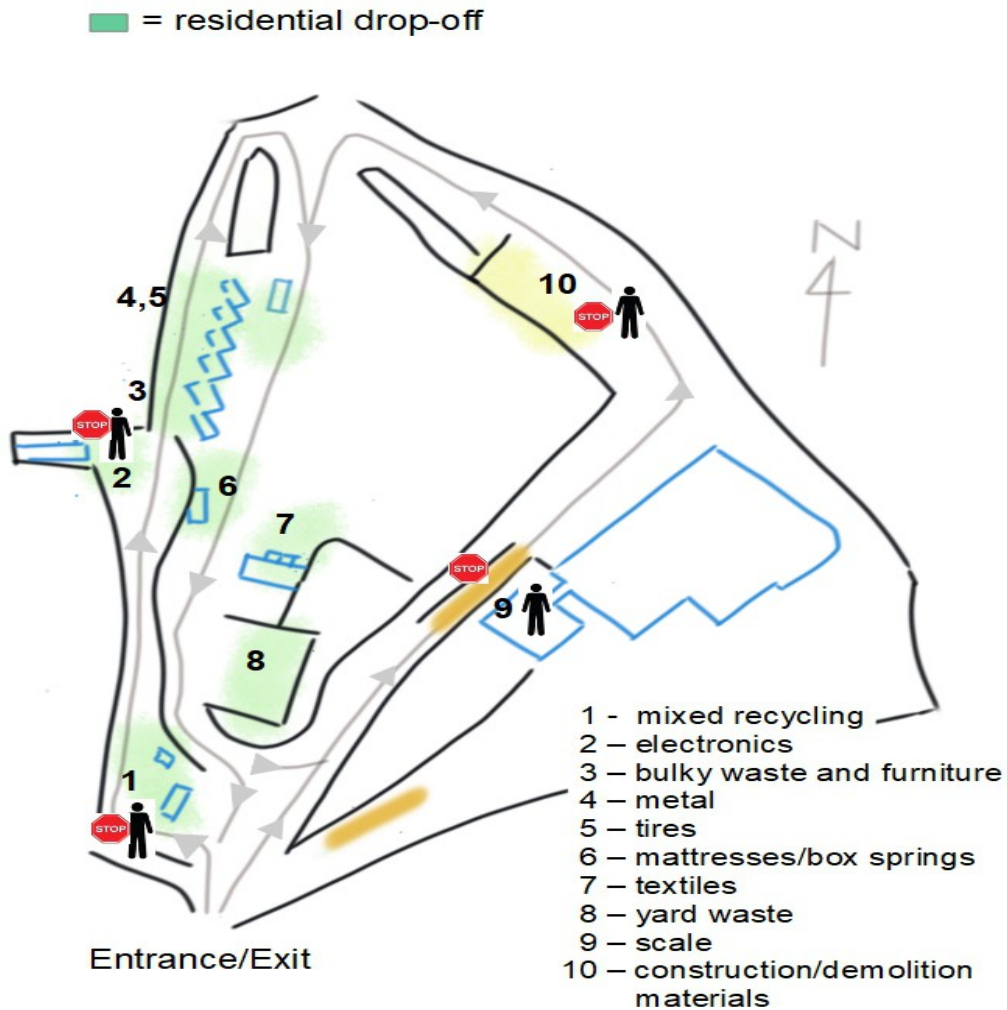 = residential drop-off
N
10
4,5
STOP
3
STOP
2
6
7
STOP
9
8
1
STOP
1 - mixed recycling
2 – electronics
3 – bulky waste and furniture
4 – metal
5 – tires
6 – mattresses/box springs
7 – textiles
8 – yard waste
9 – scale
10 – construction/demolition
materials
Entrance/Exit